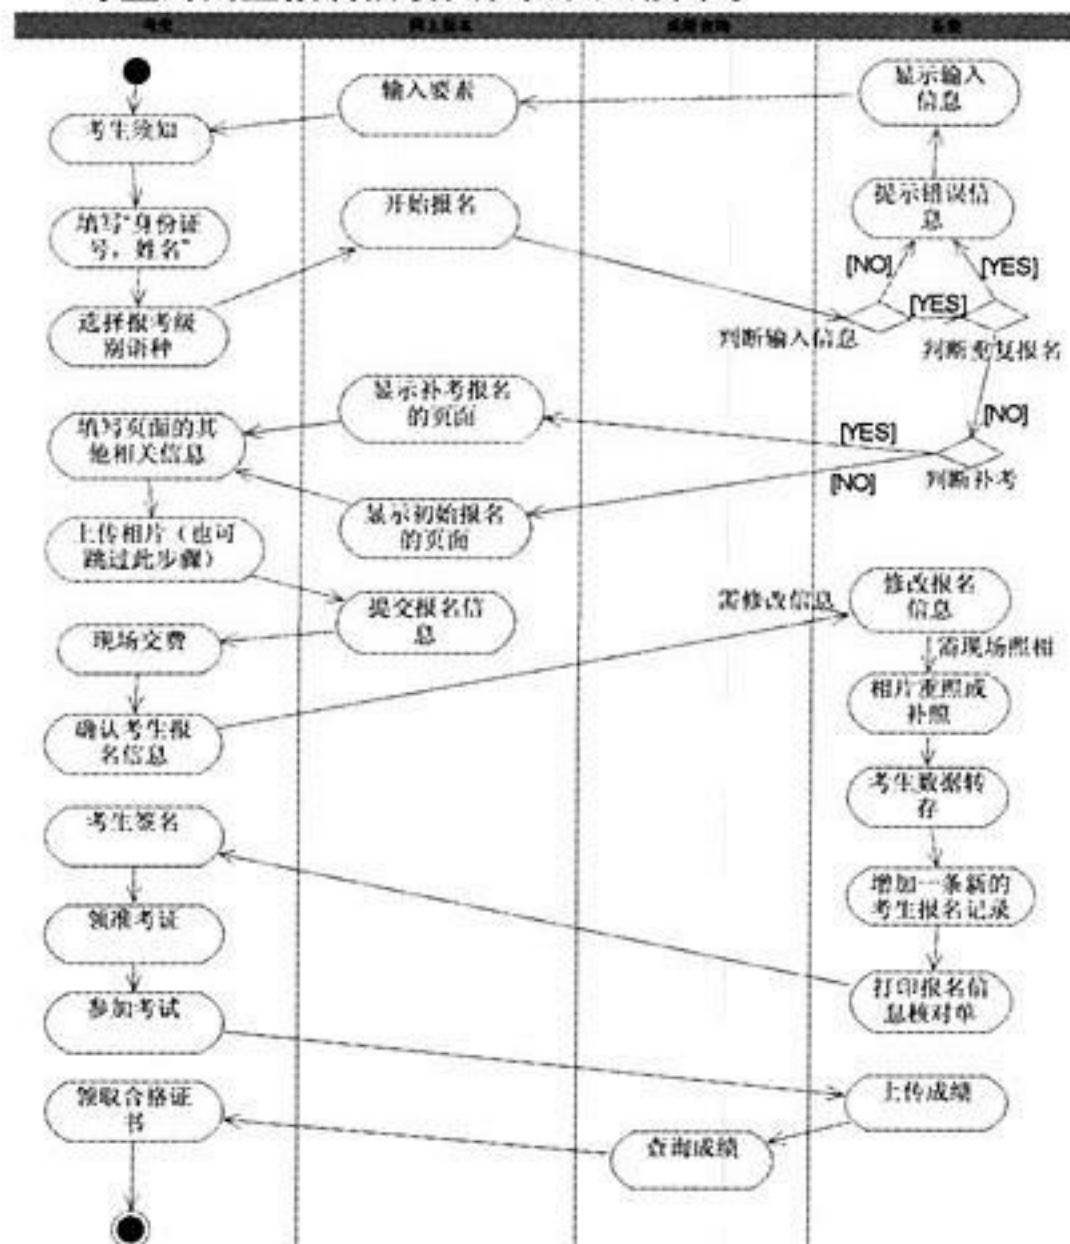 输入要素
显示输入
信息
考生须知
填写“身份证
号，姓名”
开始报名
提示错误信
息
[NO]
[YES]
[YES]
选择报考级
别语种
判断输入信息
判断重复报名
显示补考报名
的页面
[NO]
填写页面的其
他相关信息
[YES]
[NO]
判断补考
显示初始报名
的页面
上传相片（也可
跳过此步骤）
提交报名信
息
需修改信息
修改报名
信息
现场交费
需现场照相
相片重照或
补照
确认考生报
名信息
考生数据转
存
考生签名
增加一条新的
考生报名记录
领准考证
打印报名信
息核对单
参加考试
上传成绩
领取合格证
书
查询成绩